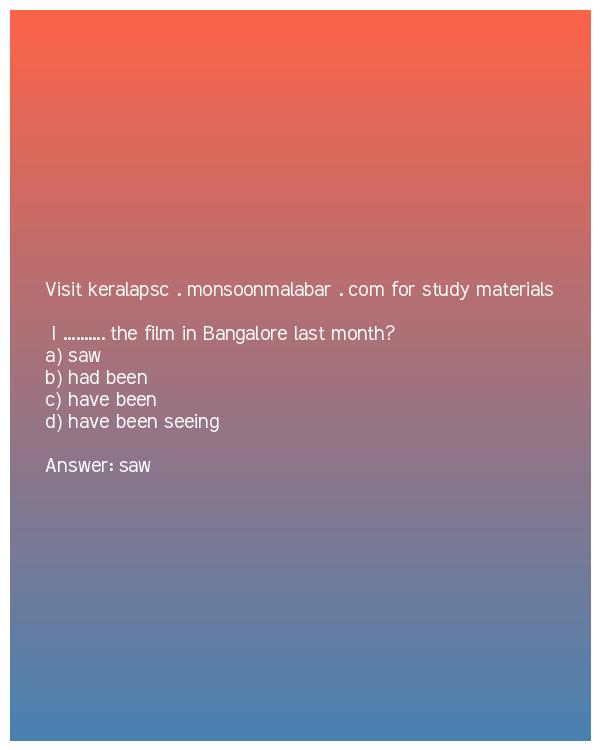 Visit keralapsc . monsoonmalabar . com for study materials
I .......... the film in Bangalore last month?
a) saw
b) had been
c) have been
d) have been seeing
Answer: saw